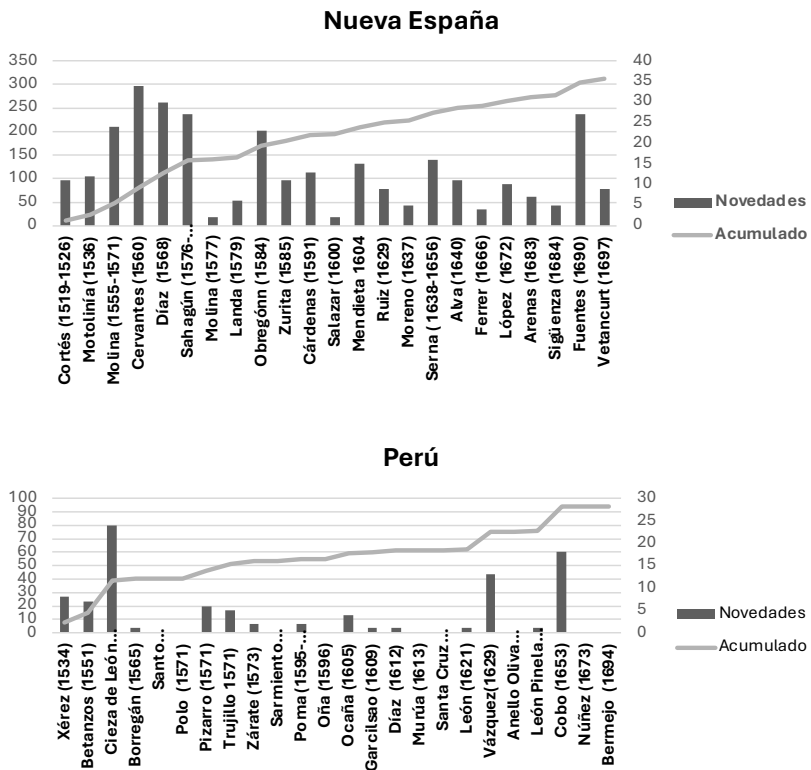 Nueva España
350
300
250
200
150
100
50
0
40
35
30
25
20
15
10
5
0
Novedades
Acumulado
Cortés (1519-1526)
Motolinía (1536)
Molina (1555-1571)
Cervantes (1560)
Díaz (1568)
Sahagún (1576-…
Molina (1577)
Landa (1579)
Obregónn (1584)
Zurita (1585)
Cárdenas (1591)
Salazar (1600)
Mendieta 1604
Ruiz (1629)
Moreno (1637)
Serna ( 1638-1656)
Alva (1640)
Ferrer (1666)
López (1672)
Arenas (1683)
Sigüenza (1684)
Fuentes (1690)
Vetancurt (1697)
Perú
100
90
80
70
60
50
40
30
20
10
0
30
25
20
15
10
5
0
Novedades
Acumulado
Xérez (1534)
Betanzos (1551)
Cieza de León…
Borregán (1565)
Santo…
Polo (1571)
Pizarro (1571)
Trujillo 1571)
Zárate (1573)
Sarmiento…
Poma (1595-…
Oña (1596)
Ocaña (1605)
Garcilsao (1609)
Díaz (1612)
Murúa (1613)
Santa Cruz…
León (1621)
Vázquez(1629)
Anello Oliva…
León Pinela…
Cobo (1653)
Núñez (1673)
Bermejo (1694)